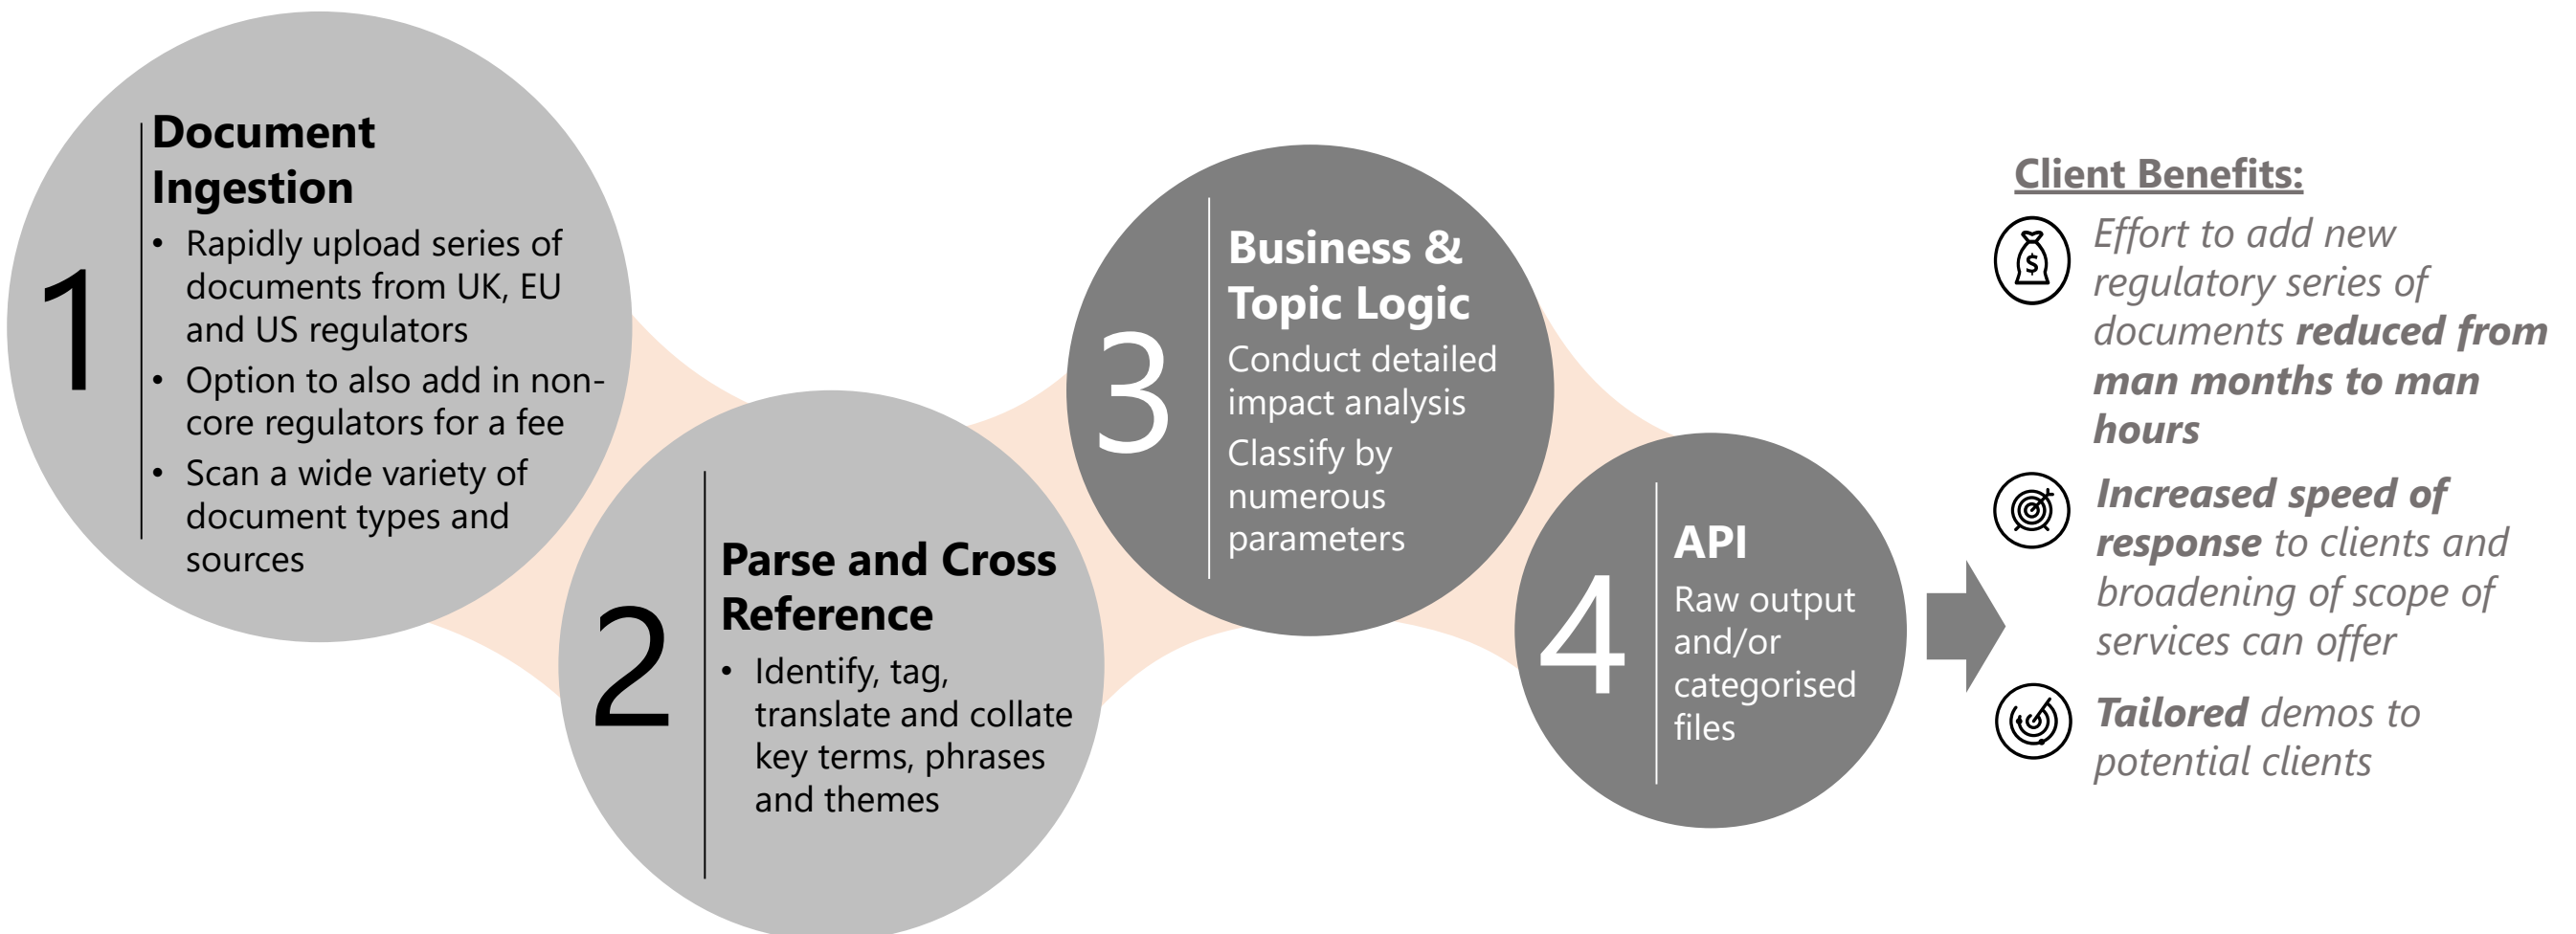 1
Document
Ingestion
• Rapidly upload series of
documents from UK, EU
and US regulators
• Option to also add in non-
core regulators for a fee
• Scan a wide variety of
document types and
sources
2
Parse and Cross
Reference
• Identify, tag,
translate and collate
key terms, phrases
and themes
3
Business &
Topic Logic
Conduct detailed
impact analysis
Classify by
numerous
parameters
4
API
Raw output
and/or
categorised
files
Client Benefits:
$
Effort to add new
regulatory series of
documents reduced from
man months to man
hours
Increased speed of
response to clients and
broadening of scope of
services can offer
Tailored demos to
potential clients